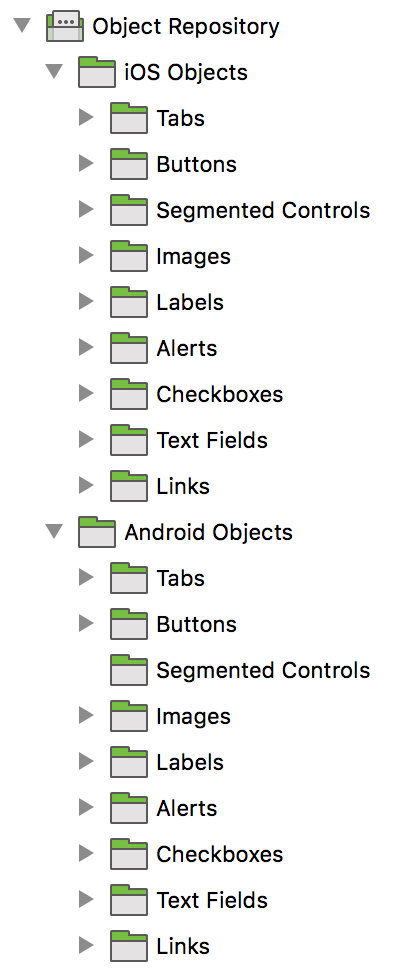 Object Repository
iOS Objects
Tabs
Buttons
Segmented Controls
Images
Labels
Alerts
Checkboxes
Text Fields
Links
Android Objects
Tabs
Buttons
Segmented Controls
Images
Labels
Alerts
Checkboxes
Text Fields
Links